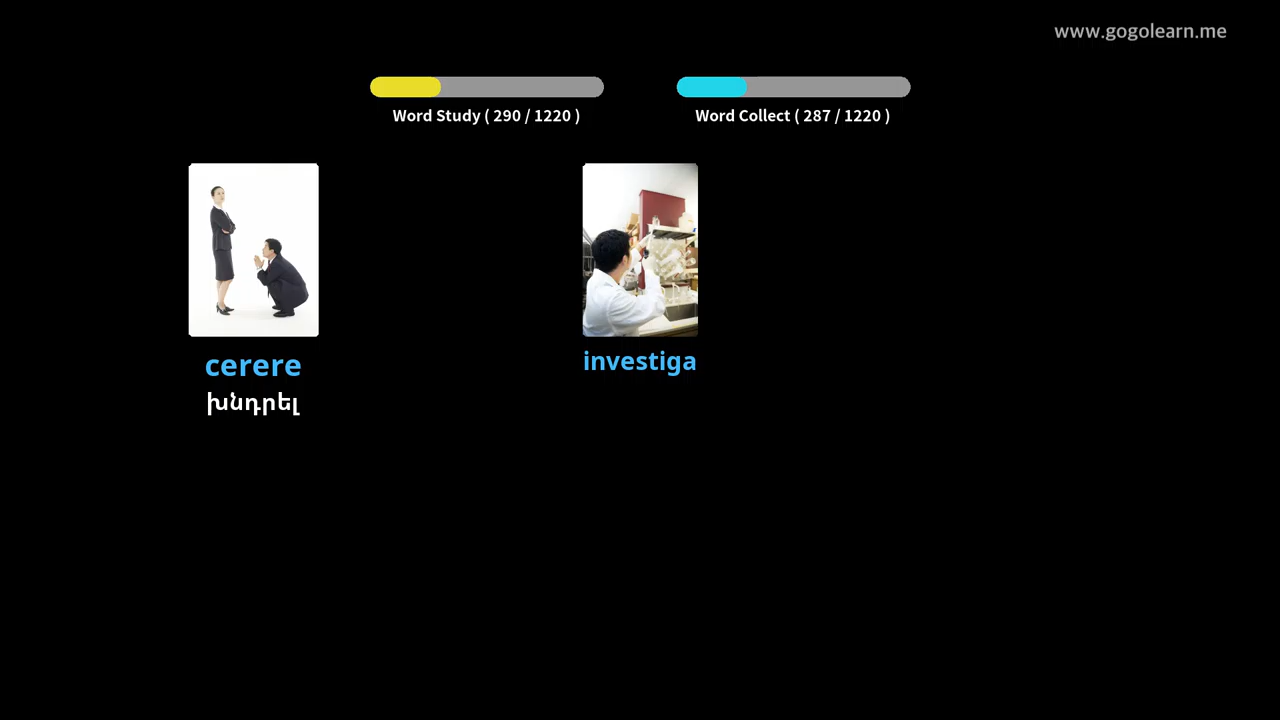 www.gogolearn.me
Word Study ( 290 / 1220 )
Word Collect ( 287 / 1220 )
cerere
խնդրել
investiga